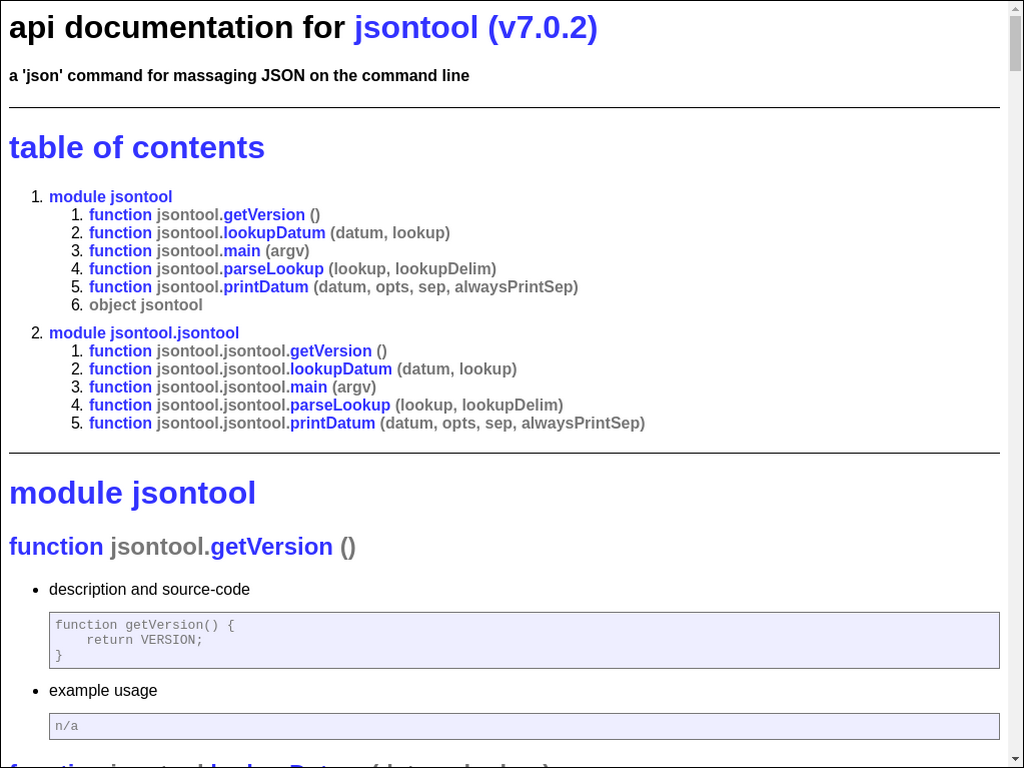 api documentation for jsontool (v7.0.2)
a 'json' command for massaging JSON on the command line
table of contents
1. module jsontool
1. function jsontool.getVersion ()
2. function jsontool.lookupDatum (datum, lookup)
3. function jsontool.main (argv)
4. function jsontool.parseLookup (lookup, lookupDelim)
5. function jsontool.printDatum (datum, opts, sep, alwaysPrintSep)
6. object jsontool
2. module jsontool.jsontool
1. function jsontool.jsontool.getVersion ()
2. function jsontool.jsontool.lookupDatum (datum, lookup)
3. function jsontool.jsontool.main (argv)
4. function jsontool.jsontool.parseLookup (lookup, lookupDelim)
5. function jsontool.jsontool.printDatum (datum, opts, sep, alwaysPrintSep)
module jsontool
function jsontool.getVersion ()
• description and source-code
function getVersion() {
    return VERSION;
}
• example usage
n/a